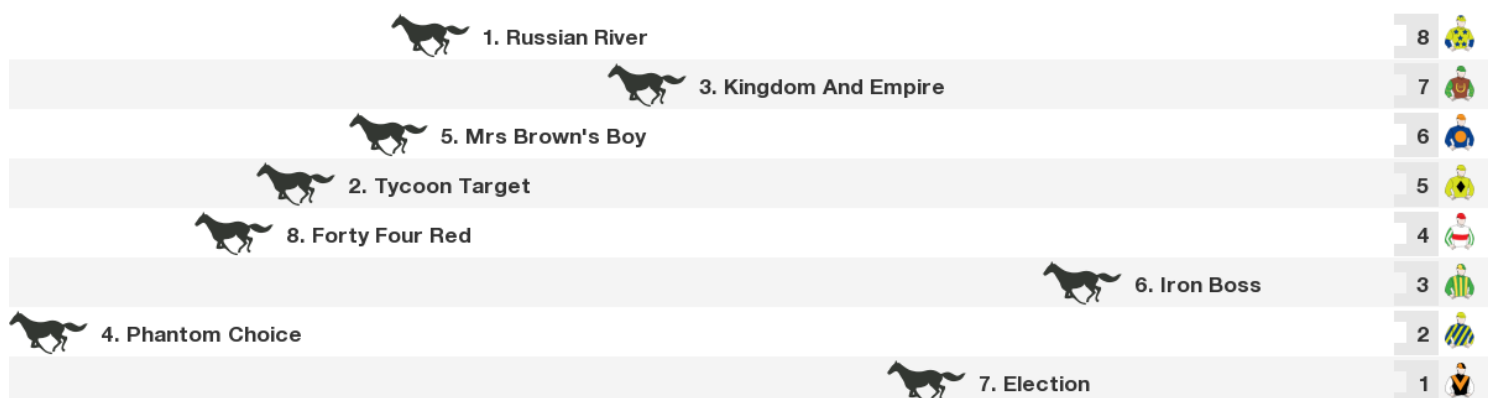 1. Russian River 8
3. Kingdom And Empire 7
5. Mrs Brown's Boy 6
2. Tycoon Target 5
8. Forty Four Red 4
6. Iron Boss 3
4. Phantom Choice 2
7. Election 1